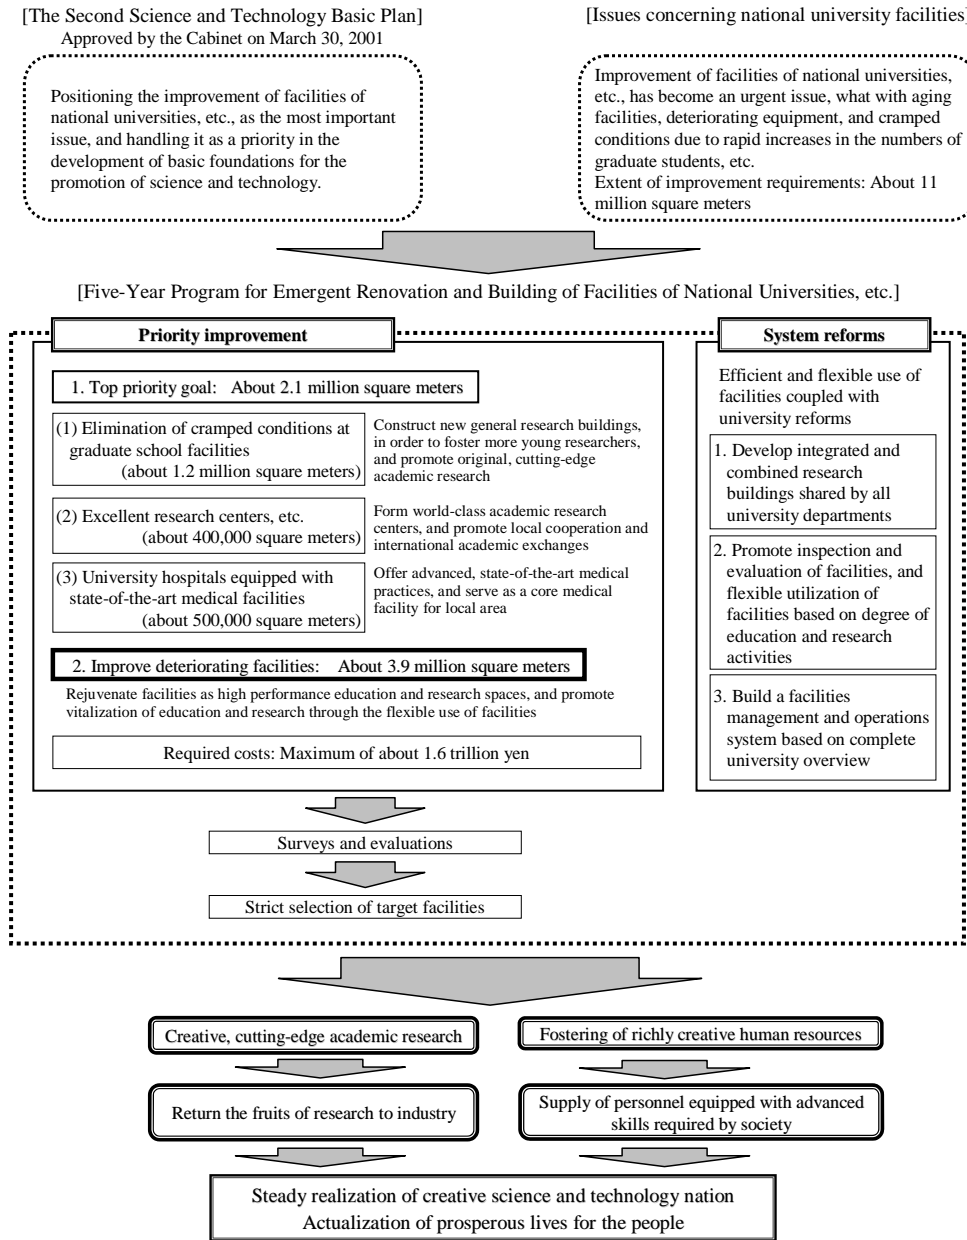 [The Second Science and Technology Basic Plan]
Approved by the Cabinet on March 30, 2001
Positioning the improvement of facilities of
national universities, etc., as the most important
issue, and handling it as a priority in the
development of basic foundations for the
promotion of science and technology.
[Issues concerning national university facilities]
Improvement of facilities of national universities,
etc., has become an urgent issue, what with aging
facilities, deteriorating equipment, and cramped
conditions due to rapid increases in the numbers of
graduate students, etc.
Extent of improvement requirements: About 11
million square meters
[Five-Year Program for Emergent Renovation and Building of Facilities of National Universities, etc.]
Priority improvement
1. Top priority goal: About 2.1 million square meters
(1) Elimination of cramped conditions at
graduate school facilities
(about 1.2 million square meters)
Construct new general research buildings,
in order to foster more young researchers,
and promote original, cutting-edge
academic research
(2) Excellent research centers, etc.
(about 400,000 square meters)
Form world-class academic research
centers, and promote local cooperation and
international academic exchanges
(3) University hospitals equipped with
state-of-the-art medical facilities
(about 500,000 square meters)
Offer advanced, state-of-the-art medical
practices, and serve as a core medical
facility for local area
2. Improve deteriorating facilities: About 3.9 million square meters
Rejuvenate facilities as high performance education and research spaces, and promote
vitalization of education and research through the flexible use of facilities
Required costs: Maximum of about 1.6 trillion yen
System reforms
Efficient and flexible use of
facilities coupled with
university reforms
1. Develop integrated and
combined research
buildings shared by all
university departments
2. Promote inspection and
evaluation of facilities, and
flexible utilization of
facilities based on degree of
education and research
activities
3. Build a facilities
management and operations
system based on complete
university overview
Surveys and evaluations
Strict selection of target facilities
Creative, cutting-edge academic research
Fostering of richly creative human resources
Return the fruits of research to industry
Supply of personnel equipped with advanced
skills required by society
Steady realization of creative science and technology nation
Actualization of prosperous lives for the people